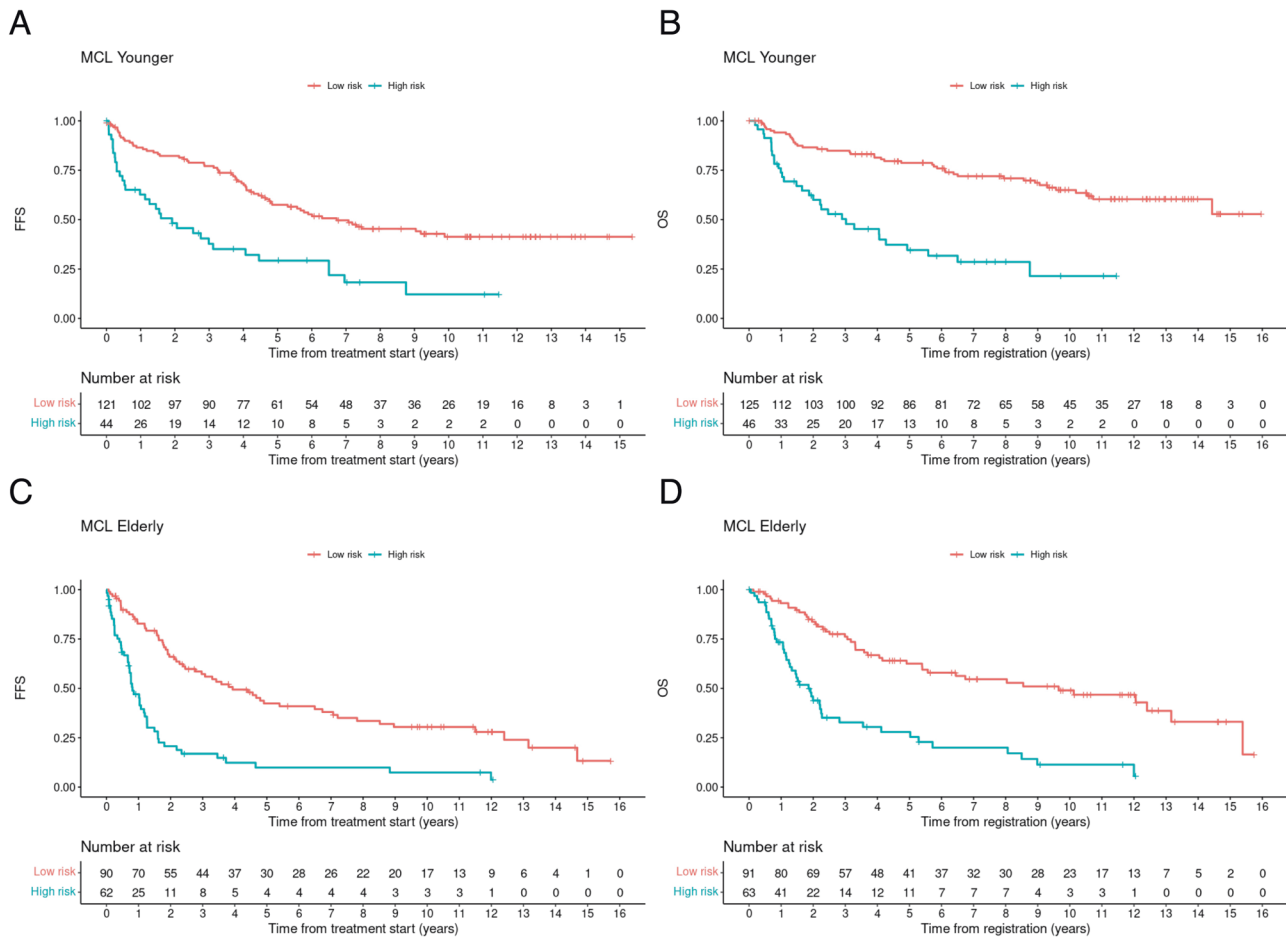 A
MCL Younger
Low risk High risk
1.00
0.75
0.50
0.25
0.00
FFS
0 1 2 3 4 5 6 7 8 9 10 11 12 13 14 15
Time from treatment start (years)
Number at risk
Low risk 121 102 97 90 77 61 54 48 37 36 26 19 16 8 3 1
High risk 44 26 19 14 12 10 8 5 3 2 2 2 0 0 0 0
0 1 2 3 4 5 6 7 8 9 10 11 12 13 14 15
Time from treatment start (years)
B
MCL Younger
Low risk High risk
1.00
0.75
0.50
0.25
0.00
OS
0 1 2 3 4 5 6 7 8 9 10 11 12 13 14 15 16
Time from registration (years)
Number at risk
Low risk 125 112 103 100 92 86 81 72 65 58 45 35 27 18 8 3 0
High risk 46 33 25 20 17 13 10 8 5 3 2 2 0 0 0 0 0
0 1 2 3 4 5 6 7 8 9 10 11 12 13 14 15 16
Time from registration (years)
C
MCL Elderly
Low risk High risk
1.00
0.75
0.50
0.25
0.00
FFS
0 1 2 3 4 5 6 7 8 9 10 11 12 13 14 15 16
Time from treatment start (years)
Number at risk
Low risk 90 70 55 44 37 30 28 26 22 20 17 13 9 6 4 1 0
High risk 62 25 11 8 5 4 4 4 4 3 3 3 1 0 0 0 0
0 1 2 3 4 5 6 7 8 9 10 11 12 13 14 15 16
Time from treatment start (years)
D
MCL Elderly
Low risk High risk
1.00
0.75
0.50
0.25
0.00
OS
0 1 2 3 4 5 6 7 8 9 10 11 12 13 14 15 16
Time from registration (years)
Number at risk
Low risk 91 80 69 57 48 41 37 32 30 28 23 17 13 7 5 2 0
High risk 63 41 22 14 12 11 7 7 7 4 3 3 1 0 0 0 0
0 1 2 3 4 5 6 7 8 9 10 11 12 13 14 15 16
Time from registration (years)